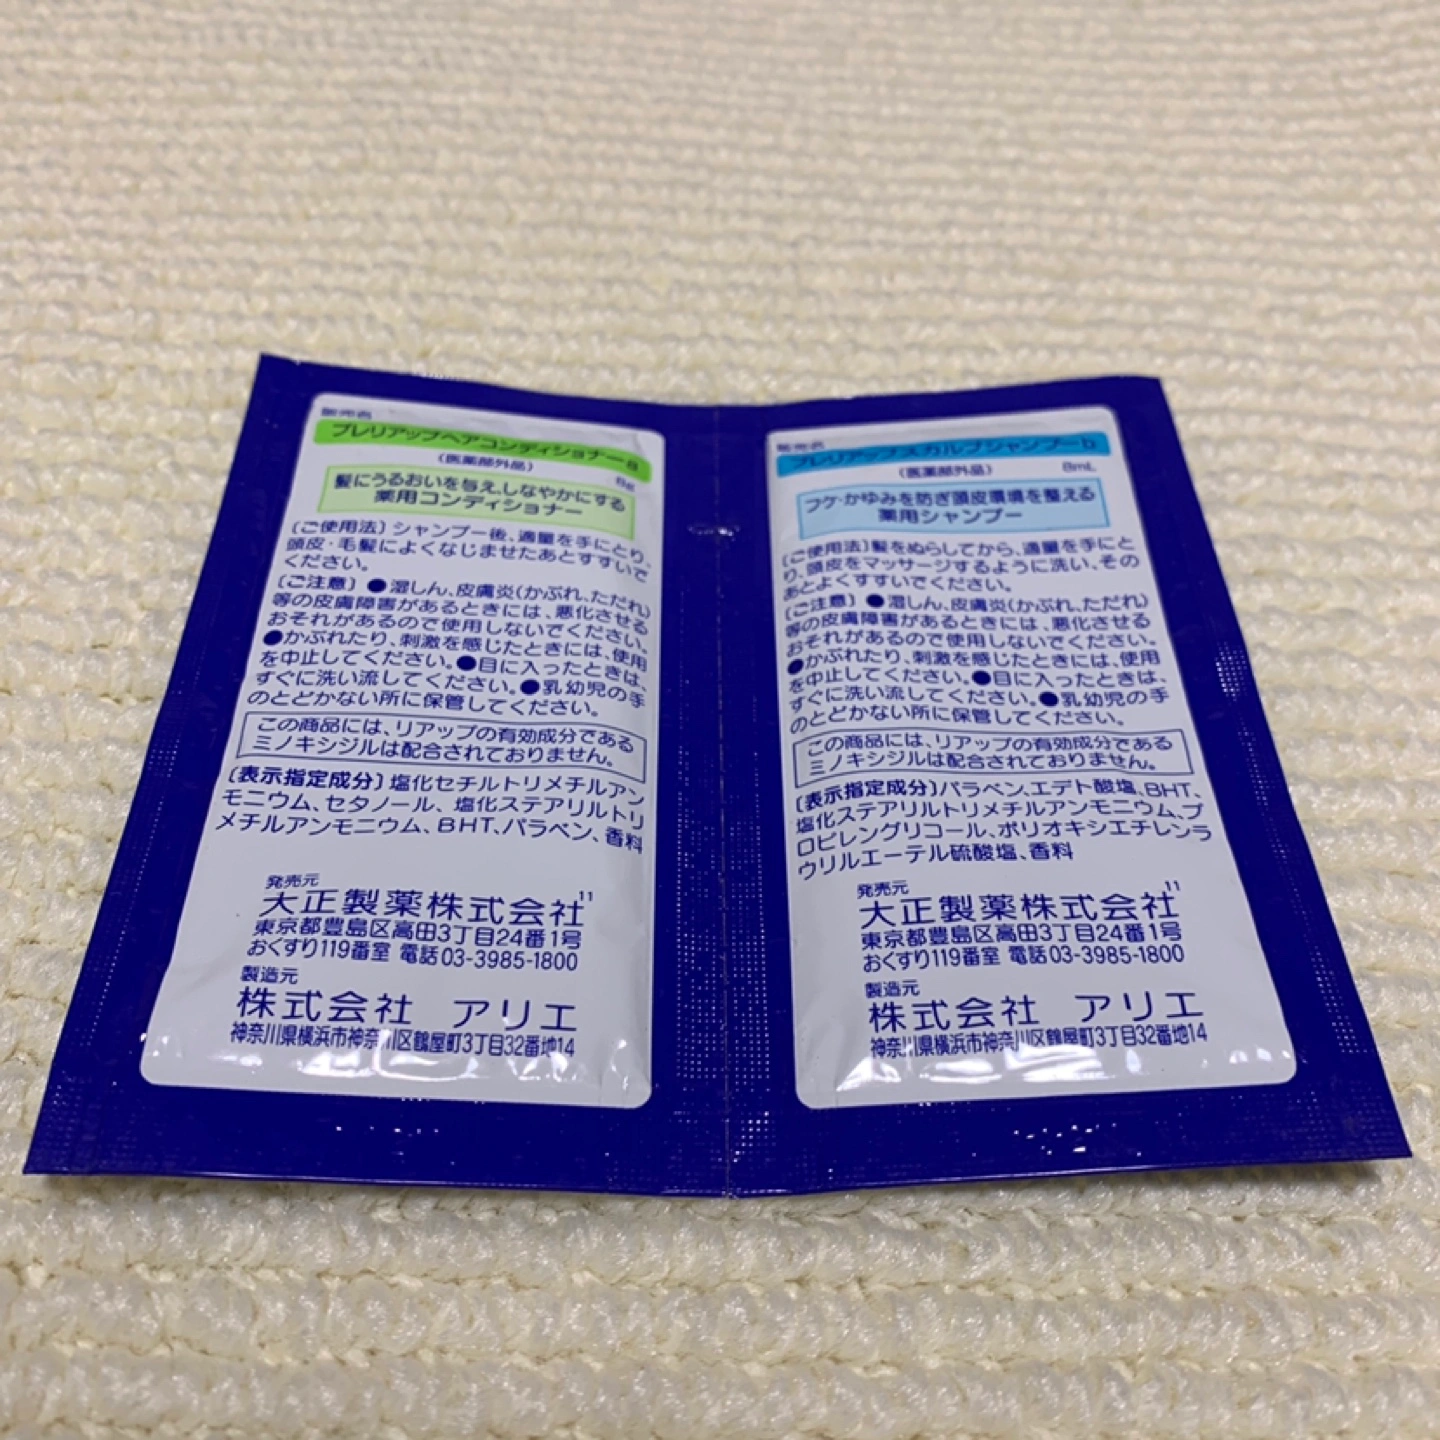 販売名
プレリアップヘアコンディショナーa
(医薬部外品)
8g
髪にうるおいを与え、しなやかにする
薬用コンディショナー
〔ご使用法〕シャンプー後、適量を手にとり、
頭皮・毛髪によくなじませたあとすすいで
ください。
〔ご注意〕●湿しん、皮膚炎(かぶれ、ただれ)
等の皮膚障害があるときには、悪化させる
おそれがあるので使用しないでください。
●かぶれたり、刺激を感じたときには、使用
を中止してください。●目に入ったときは、
すぐに洗い流してください。●乳幼児の手
のとどかない所に保管してください。
この商品には、リアップの有効成分である
ミノキシジルは配合されておりません。
〔表示指定成分〕塩化セチルトリメチルアン
モニウム、セタノール、塩化ステアリルトリ
メチルアンモニウム、BHT、パラベン、香料
発売元
大正製薬株式会社11
東京都豊島区高田3丁目24番1号
おくすり119番室 電話03-3985-1800
製造元
株式会社 アリエ
神奈川県横浜市神奈川区鶴屋町3丁目32番地14
販売名
プレリアップスカルプシャンプーb
(医薬部外品)
8mL
フケ・かゆみを防ぎ頭皮環境を整える
薬用シャンプー
〔ご使用法〕髪をぬらしてから、適量を手にと
り、頭皮をマッサージするように洗い、その
あとよくすすいでください。
〔ご注意〕●湿しん、皮膚炎(かぶれ、ただれ)
等の皮膚障害があるときには、悪化させる
おそれがあるので使用しないでください。
●かぶれたり、刺激を感じたときには、使用
を中止してください。●目に入ったときは、
すぐに洗い流してください。●乳幼児の手
のとどかない所に保管してください。
この商品には、リアップの有効成分である
ミノキシジルは配合されておりません。
〔表示指定成分〕パラベン、エデト酸塩、BHT、
塩化ステアリルトリメチルアンモニウム、プ
ロピレングリコール、ポリオキシエチレンラ
ウリルエーテル硫酸塩、香料
発売元
大正製薬株式会社11
東京都豊島区高田3丁目24番1号
おくすり119番室 電話03-3985-1800
製造元
株式会社 アリエ
神奈川県横浜市神奈川区鶴屋町3丁目32番地14